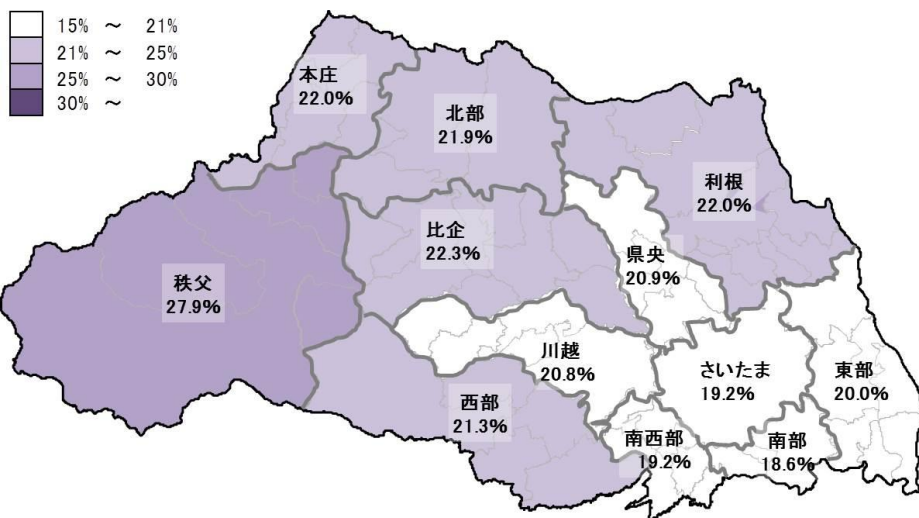 15% ～ 21%
21% ～ 25%
25% ～ 30%
30% ～
本庄
22.0%
北部
21.9%
利根
22.0%
比企
22.3%
県央
20.9%
秩父
27.9%
川越
20.8%
さいたま
19.2%
東部
20.0%
西部
21.3%
南西部
19.2%
南部
18.6%